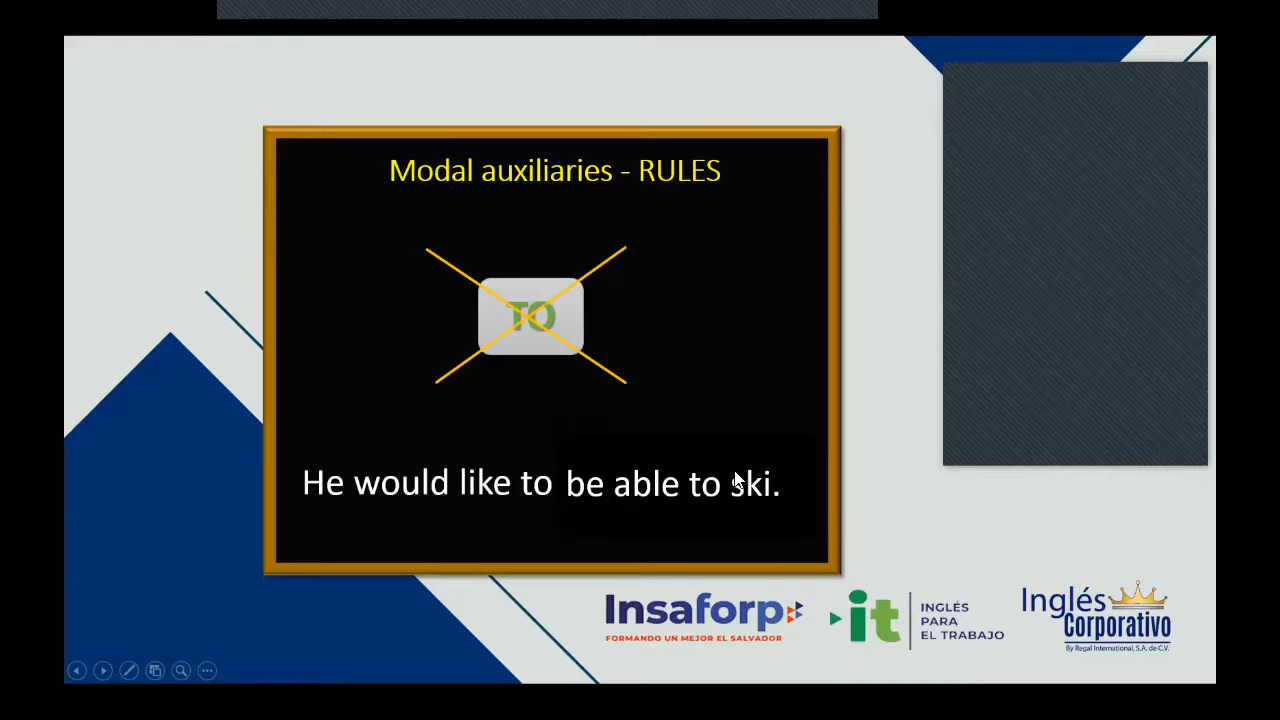 Modal auxiliaries - RULES
TO
He would like to be able to ski.
Insaforp
FORMANDO UN MEJOR EL SALVADOR
it
INGLÉS
PARA
EL TRABAJO
Inglés
Corporativo
By Regal International, S.A. de C.V.